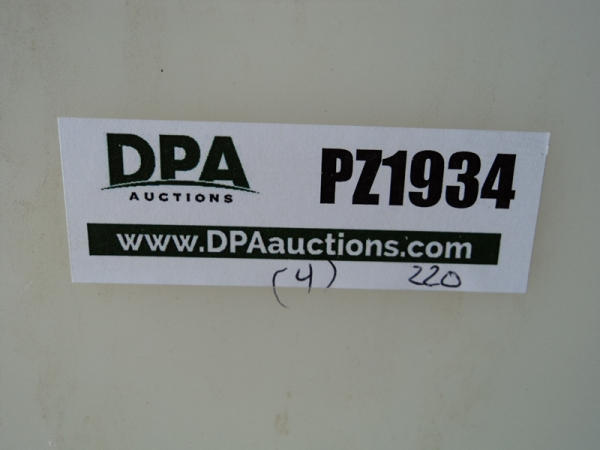 DPA
AUCTIONS
PZ1934
www.DPAauctions.com
(4) 220